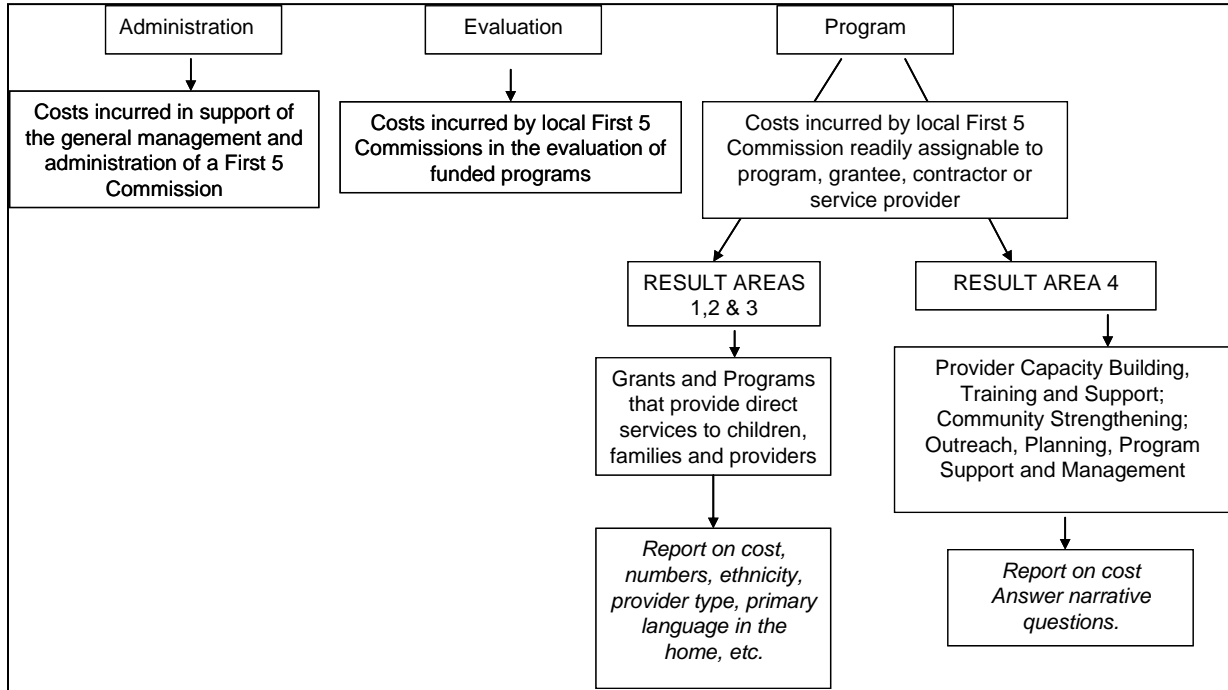 Administration
Evaluation
Program
Costs incurred in support of
the general management and
administration of a First 5
Commission
Costs incurred by local First 5
Commissions in the evaluation of
funded programs
Costs incurred by local First 5
Commission readily assignable to
program, grantee, contractor or
service provider
RESULT AREAS
1,2 & 3
RESULT AREA 4
Grants and Programs
that provide direct
services to children,
families and providers
Provider Capacity Building,
Training and Support;
Community Strengthening;
Outreach, Planning, Program
Support and Management
Report on cost,
numbers, ethnicity,
provider type, primary
language in the
home, etc.
Report on cost
Answer narrative
questions.